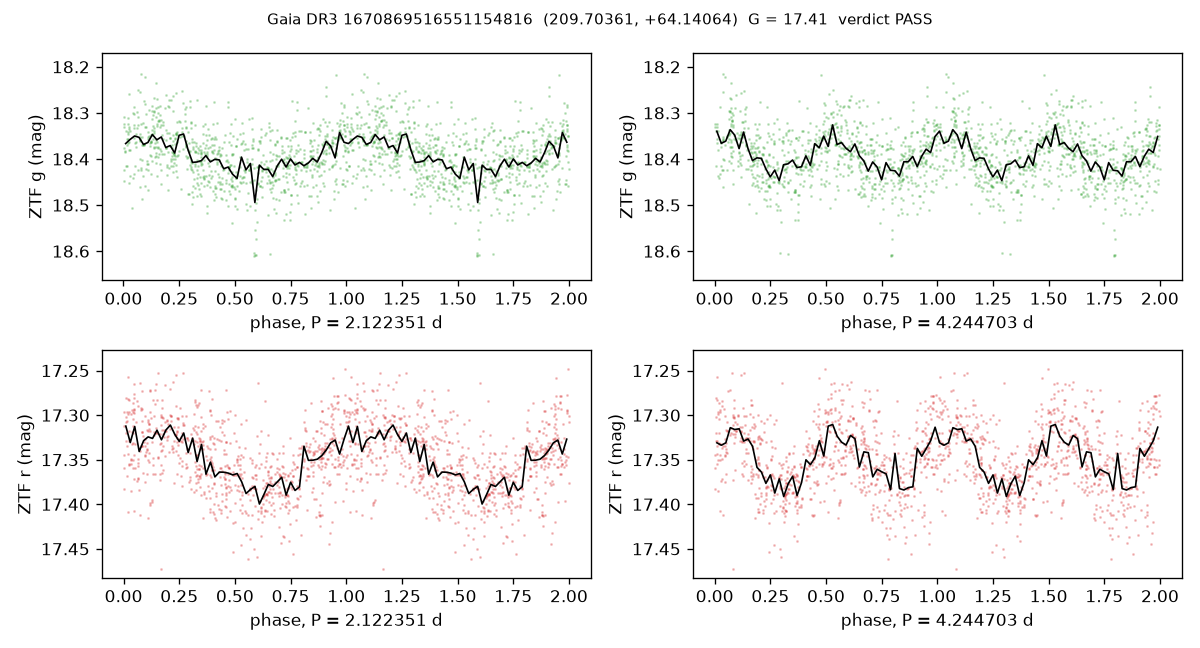 Gaia DR3 1670869516551154816 (209.70361, +64.14064) G = 17.41 verdict PASS
ZTF g (mag)
18.2
18.3
18.4
18.5
18.6
0.00 0.25 0.50 0.75 1.00 1.25 1.50 1.75 2.00
phase, P = 2.122351 d
ZTF g (mag)
18.2
18.3
18.4
18.5
18.6
0.00 0.25 0.50 0.75 1.00 1.25 1.50 1.75 2.00
phase, P = 4.244703 d
ZTF r (mag)
17.25
17.30
17.35
17.40
17.45
0.00 0.25 0.50 0.75 1.00 1.25 1.50 1.75 2.00
phase, P = 2.122351 d
ZTF r (mag)
17.25
17.30
17.35
17.40
17.45
0.00 0.25 0.50 0.75 1.00 1.25 1.50 1.75 2.00
phase, P = 4.244703 d